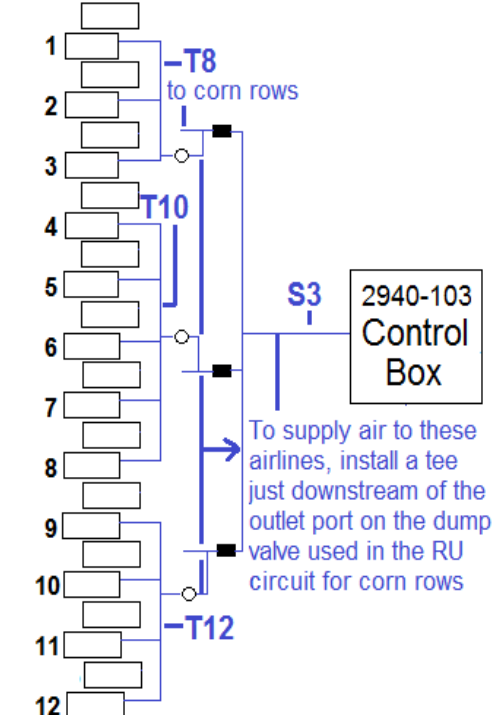 1
T8
to corn rows
2
3
T10
4
5
S3
2940-103
Control
Box
6
7
8
To supply air to these
airlines, install a tee
just downstream of the
outlet port on the dump
valve used in the RU
circuit for corn rows
9
10
11
T12
12